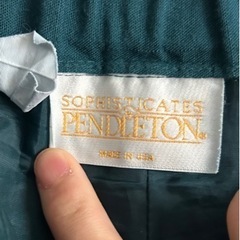 SOPHISTICATES
PENDLETON®
MADE IN USA